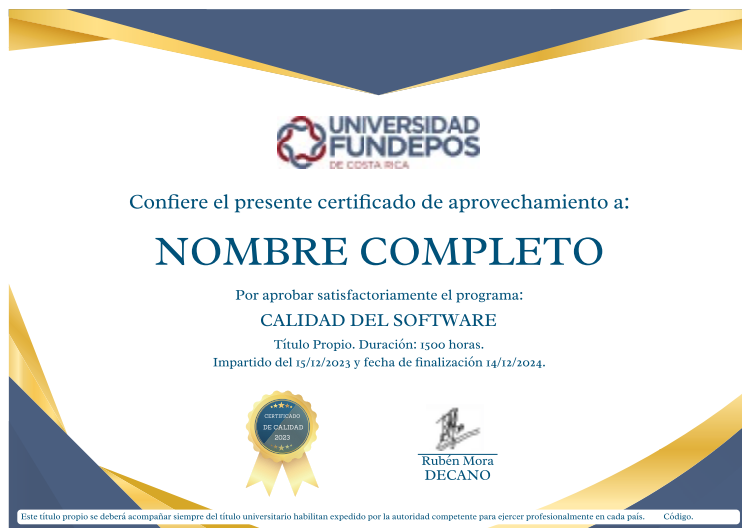 UNIVERSIDAD
FUNDEPOS
DE COSTA RICA
Confiere el presente certificado de aprovechamiento a:
NOMBRE COMPLETO
Por aprobar satisfactoriamente el programa:
CALIDAD DEL SOFTWARE
Título Propio. Duración: 1500 horas.
Impartido del 15/12/2023 y fecha de finalización 14/12/2024.
CERTIFICADO
DE CALIDAD
2023
Rubén Mora
DECANO
Este título propio se deberá acompañar siempre del título universitario habilitan expedido por la autoridad competente para ejercer profesionalmente en cada país. Código.